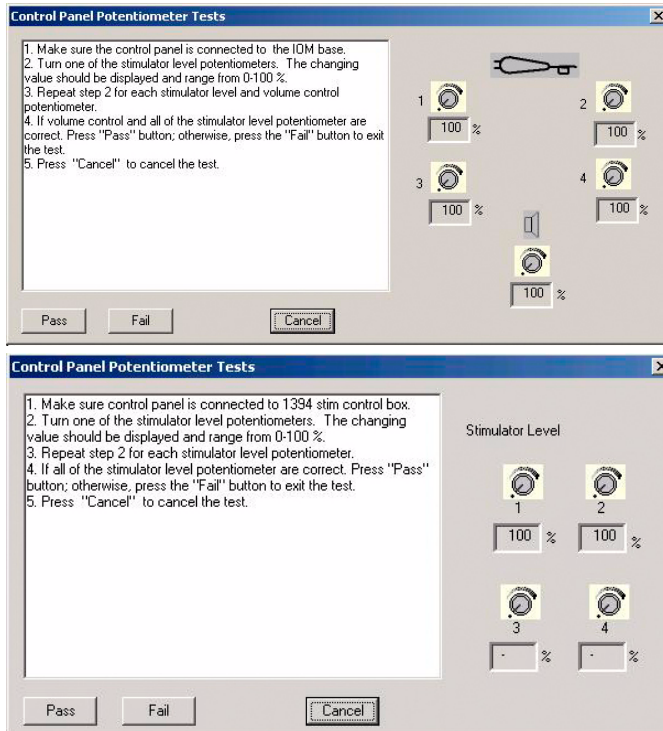 Control Panel Potentiometer Tests
1. Make sure the control panel is connected to the IOM base.
2. Turn one of the stimulator level potentiometers. The changing
value should be displayed and range from 0-100 %.
3. Repeat step 2 for each stimulator level and volume control
potentiometer.
4. If volume control and all of the stimulator level potentiometer are
correct. Press "Pass" button; otherwise, press the "Fail" button to exit
the test.
5. Press "Cancel" to cancel the test.
1
2
100 %
100 %
3
4
100 %
100 %
100 %
Pass Fail Cancel
Control Panel Potentiometer Tests
1. Make sure control panel is connected to 1394 stim control box.
2. Turn one of the stimulator level potentiometers. The changing
value should be displayed and range from 0-100 %.
3. Repeat step 2 for each stimulator level potentiometer.
4. If all of the stimulator level potentiometer are correct. Press "Pass"
button; otherwise, press the "Fail" button to exit the test.
5. Press "Cancel" to cancel the test.
Stimulator Level
1 2
100 % 100 %
3 4
- % - %
Pass Fail Cancel